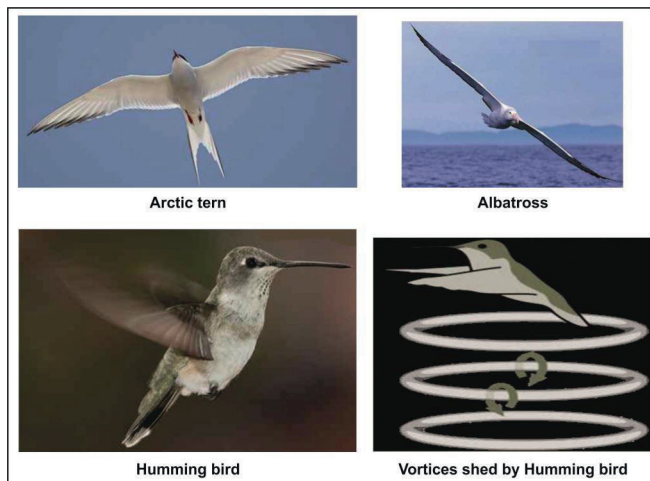 Arctic tern
Albatross
Humming bird
Vortices shed by Humming bird